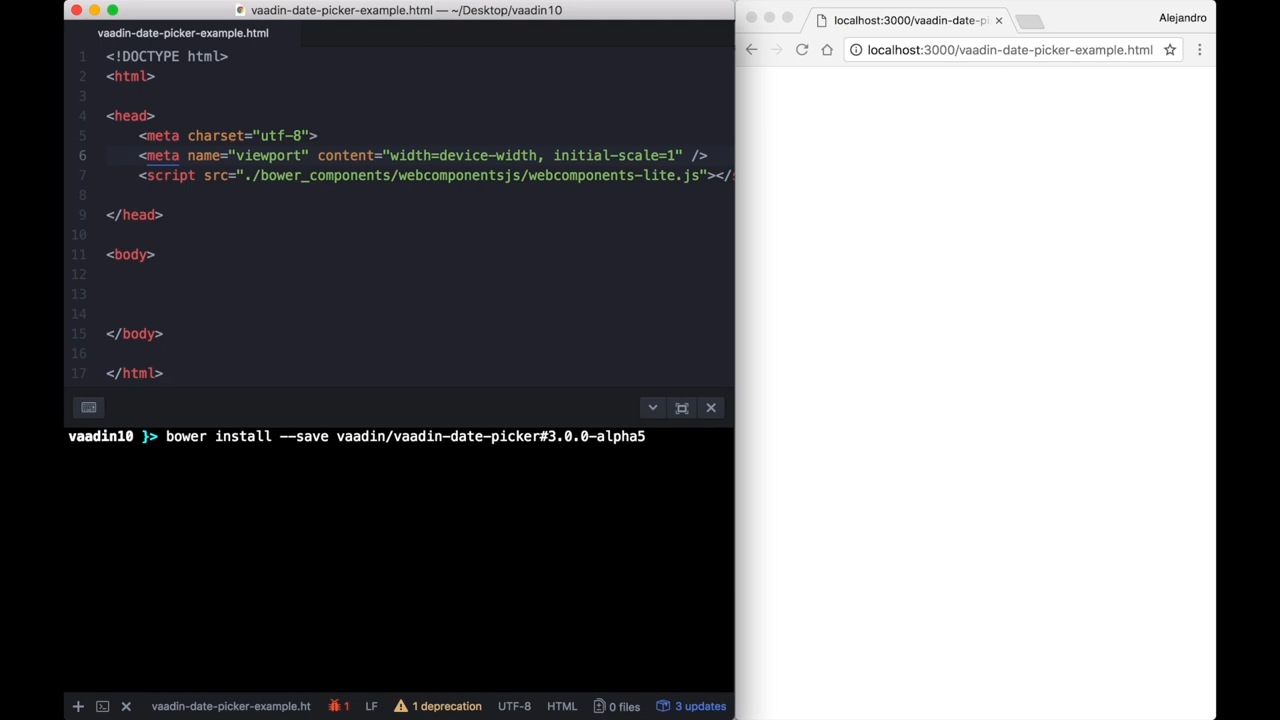 vaadin-date-picker-example.html — ~/Desktop/vaadin10
vaadin-date-picker-example.html
1 <!DOCTYPE html>
2 <html>
3
4 <head>
5 <meta charset="utf-8">
6 <meta name="viewport" content="width=device-width, initial-scale=1" />
7 <script src="./bower_components/webcomponentsjs/webcomponents-lite.js"></s
8
9 </head>
10
11 <body>
12
13
14
15 </body>
16
17 </html>
vaadin10 }> bower install --save vaadin/vaadin-date-picker#3.0.0-alpha5
vaadin-date-picker-example.ht 1 LF 1 deprecation UTF-8 HTML 0 files 3 updates
localhost:3000/vaadin-date-pi
Alejandro
localhost:3000/vaadin-date-picker-example.html